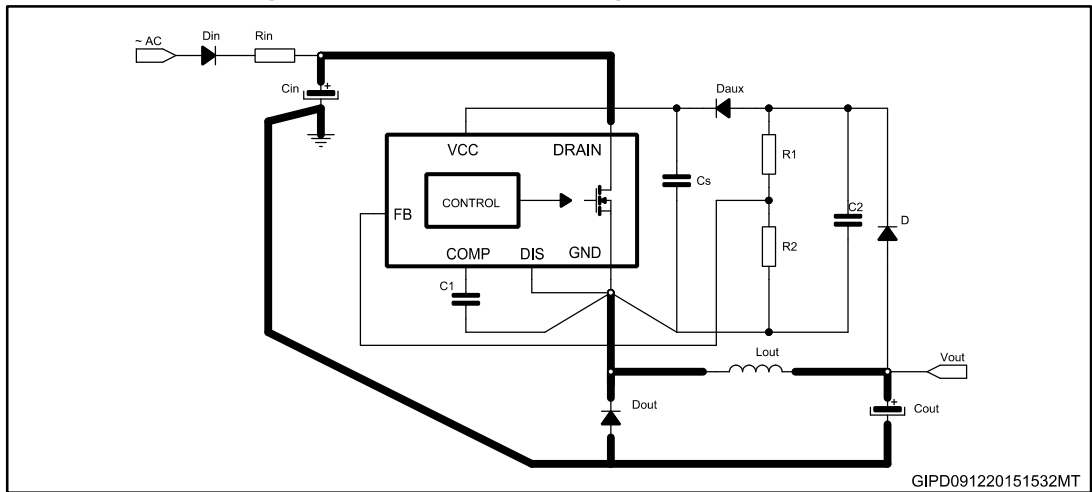 ~ AC
Din
Rin
Cin
+
Daux
VCC
DRAIN
R1
Cs
CONTROL
FB
C2
D
R2
COMP
DIS
GND
C1
Lout
Vout
Dout
+
Cout
GIPD091220151532MT